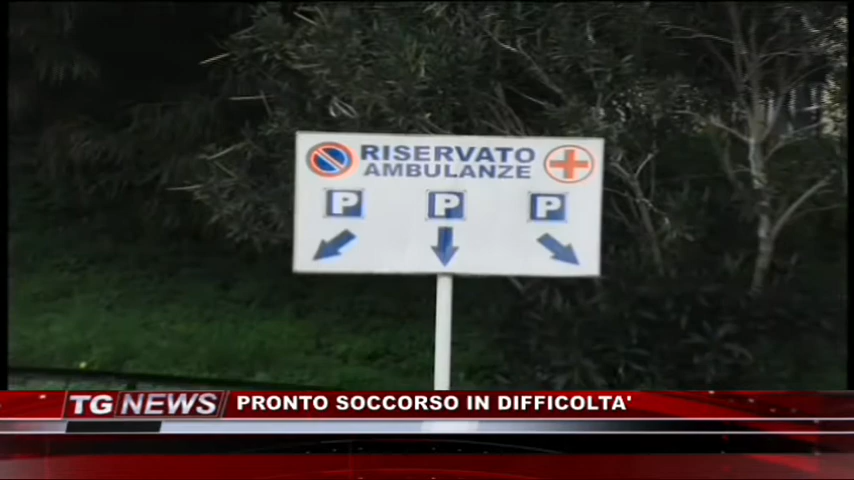 RISERVATO
AMBULANZE
P P P
TG NEWS PRONTO SOCCORSO IN DIFFICOLTA'